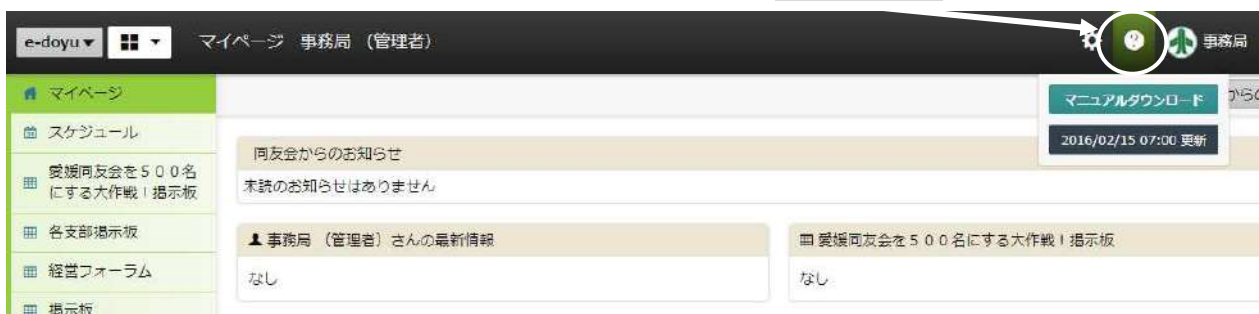 e-doyu▼
マイページ 事務局 (管理者)
事務局
マイページ
マニュアルダウンロード
からの
スケジュール
2016/02/15 07:00 更新
同友会からのお知らせ
愛媛同友会を500名
にする大作戦!掲示板
未読のお知らせはありません
各支部掲示板
事務局 (管理者) さんの最新情報
愛媛同友会を500名にする大作戦!掲示板
経営フォーラム
なし
なし
掲示板